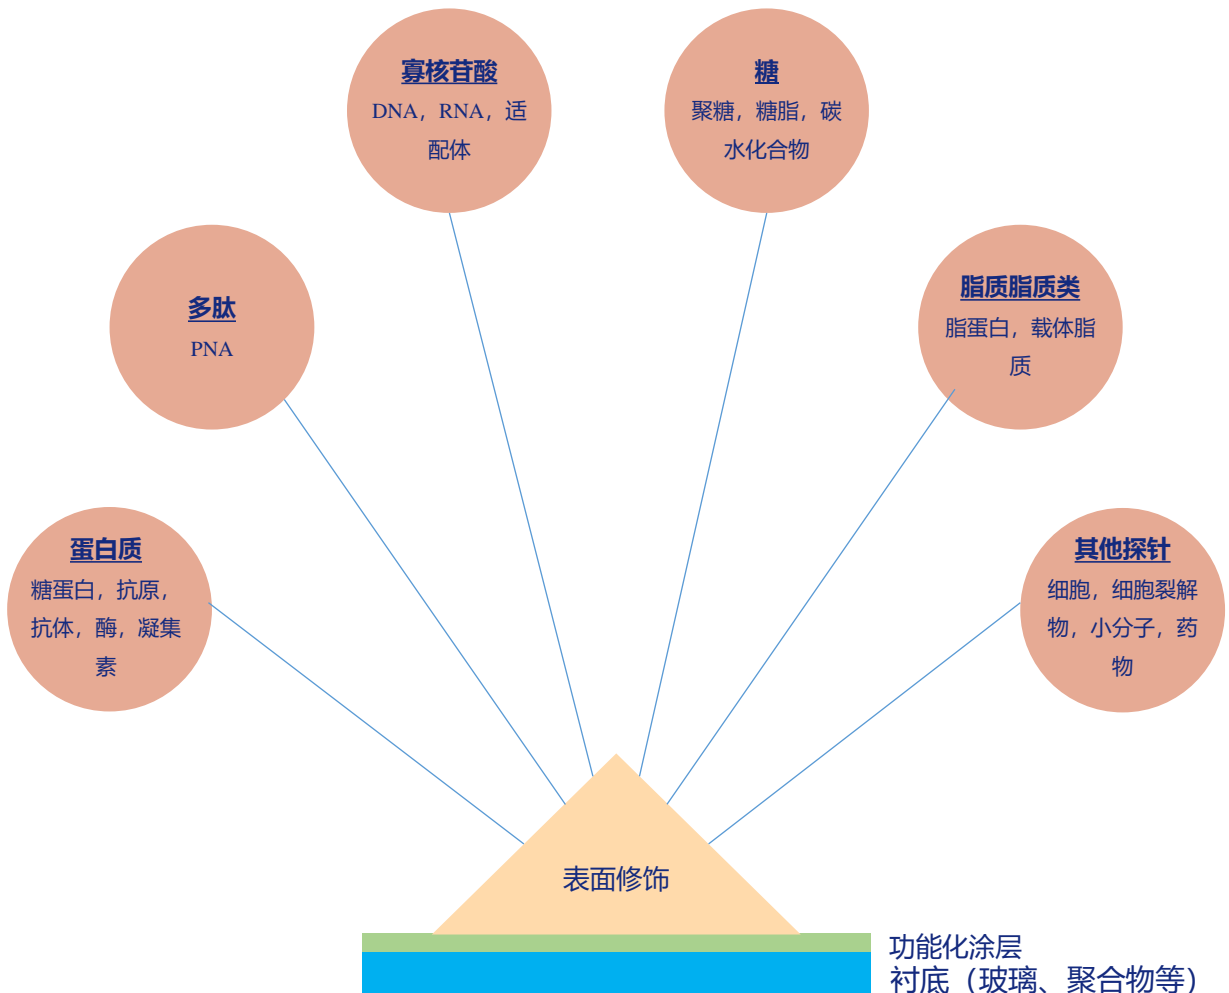 寡核苷酸
DNA，RNA，适
配体
糖
聚糖，糖脂，碳
水化合物
多肽
PNA
脂质脂质类
脂蛋白，载体脂
质
蛋白质
糖蛋白，抗原，
抗体，酶，凝集
素
其他探针
细胞，细胞裂解
物，小分子，药
物
表面修饰
功能化涂层
衬底（玻璃、聚合物等）